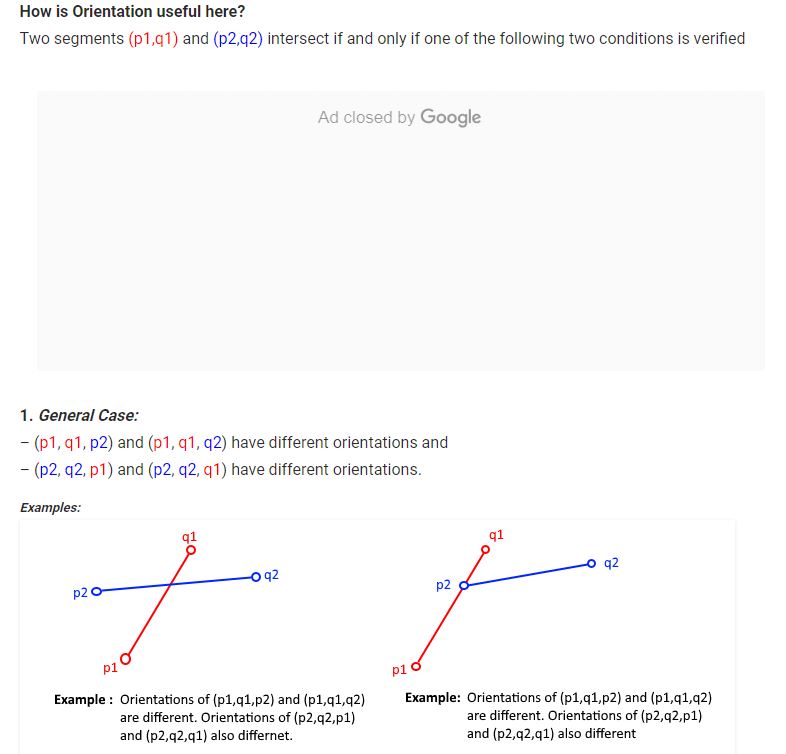 How is Orientation useful here?
Two segments (p1,q1) and (p2,q2) intersect if and only if one of the following two conditions is verified
Ad closed by Google
1. General Case:
– (p1, q1, p2) and (p1, q1, q2) have different orientations and
– (p2, q2, p1) and (p2, q2, q1) have different orientations.
Examples:
q1
p2
q2
p1
Example : Orientations of (p1,q1,p2) and (p1,q1,q2)
are different. Orientations of (p2,q2,p1)
and (p2,q2,q1) also differnet.
q1
q2
p2
p1
Example: Orientations of (p1,q1,p2) and (p1,q1,q2)
are different. Orientations of (p2,q2,p1)
and (p2,q2,q1) also different